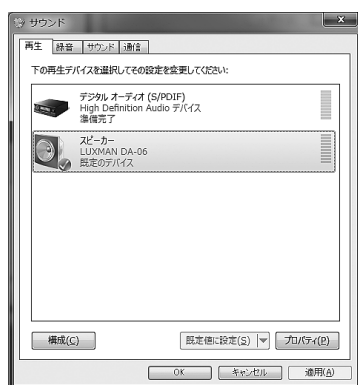 サウンド
再生 録音 サウンド 通信
下の再生デバイスを選択してその設定を変更してください:
デジタル オーディオ (S/PDIF)
High Definition Audio デバイス
準備完了
スピーカー
LUXMAN DA-06
既定のデバイス
構成(C) 既定値に設定(S) プロパティ(P)
OK キャンセル 適用(A)